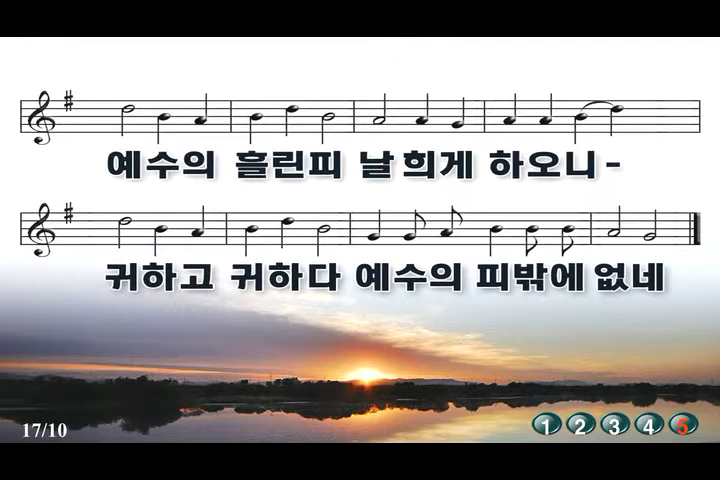 예수의 흘린피 날 희게 하오니-
귀하고 귀하다 예수의 피밖에 없네
17/10
1 2 3 4 5